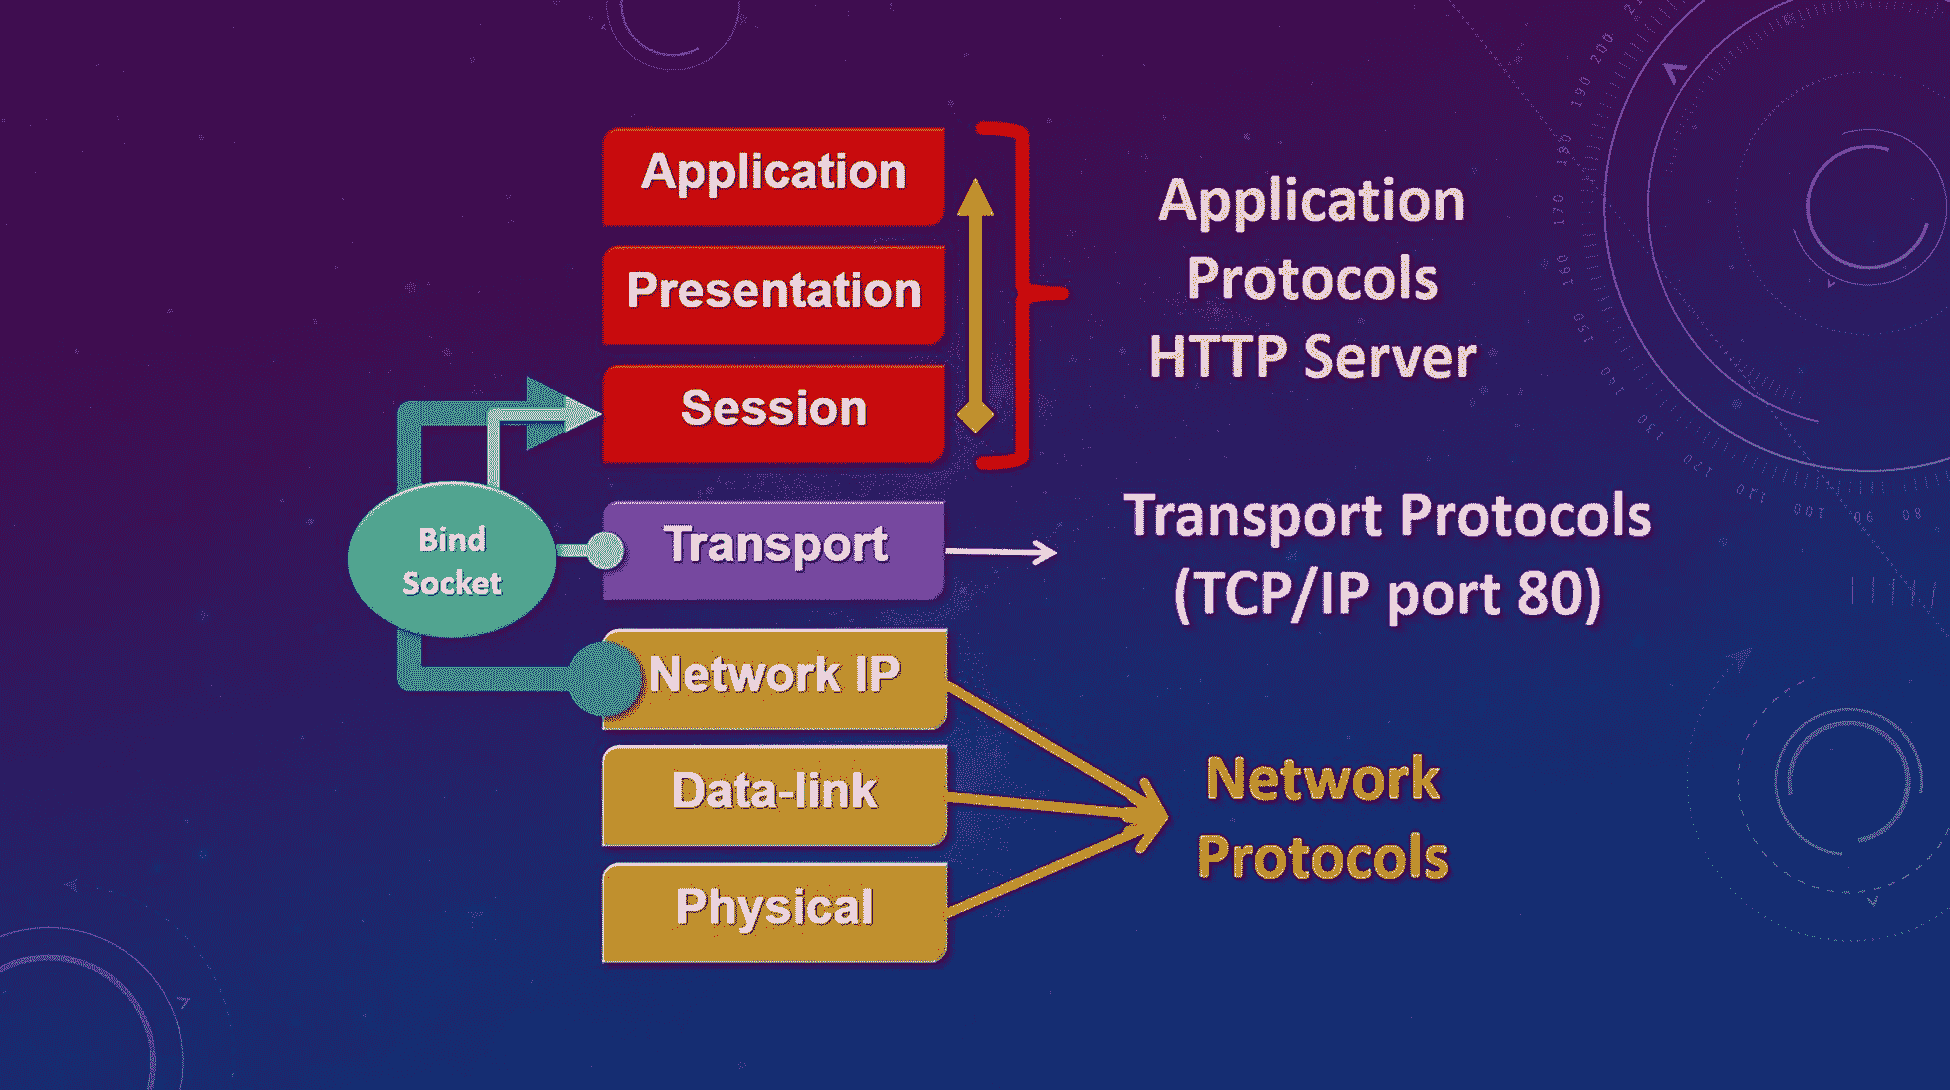 Application
Presentation
Session
Transport
Network IP
Data-link
Physical
Bind
Socket
Application
Protocols
HTTP Server
Transport Protocols
(TCP/IP port 80)
Network
Protocols